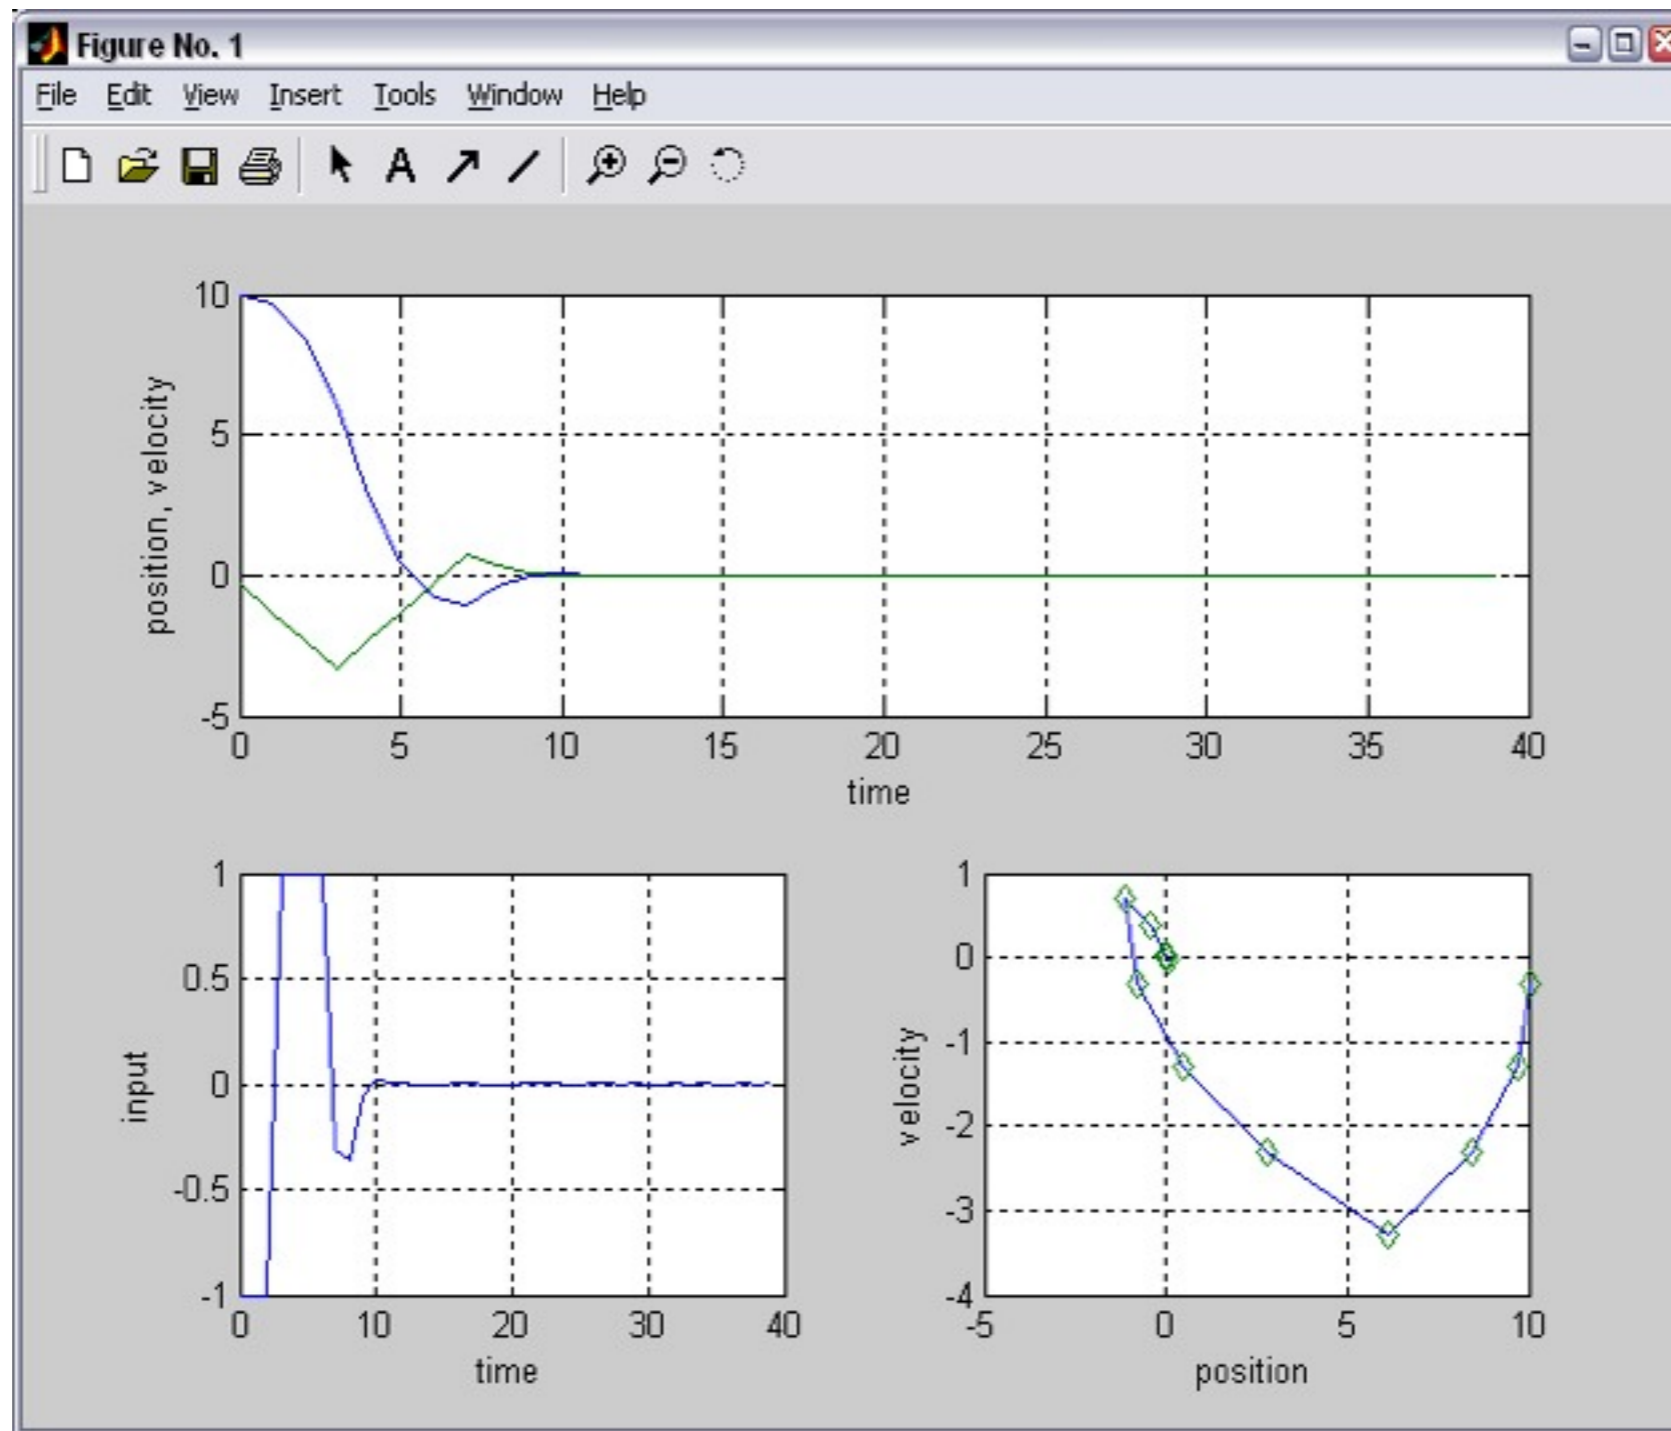 Figure No. 1
File Edit View Insert Tools Window Help
A
10
5
0
-5
position, velocity
0 5 10 15 20 25 30 35 40
time
1
0.5
0
-0.5
-1
input
0 10 20 30 40
time
1
0
-1
-2
-3
-4
velocity
-5 0 5 10
position